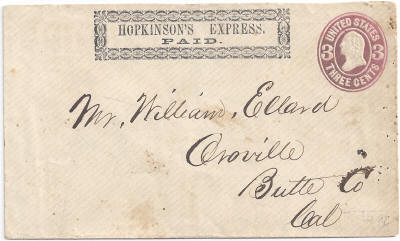 HOPKINSON'S EXPRESS.
PAID.
UNITED STATES
3 3
THREE CENTS
Mr. William, Ellard
Oroville
Butte Co
Cal